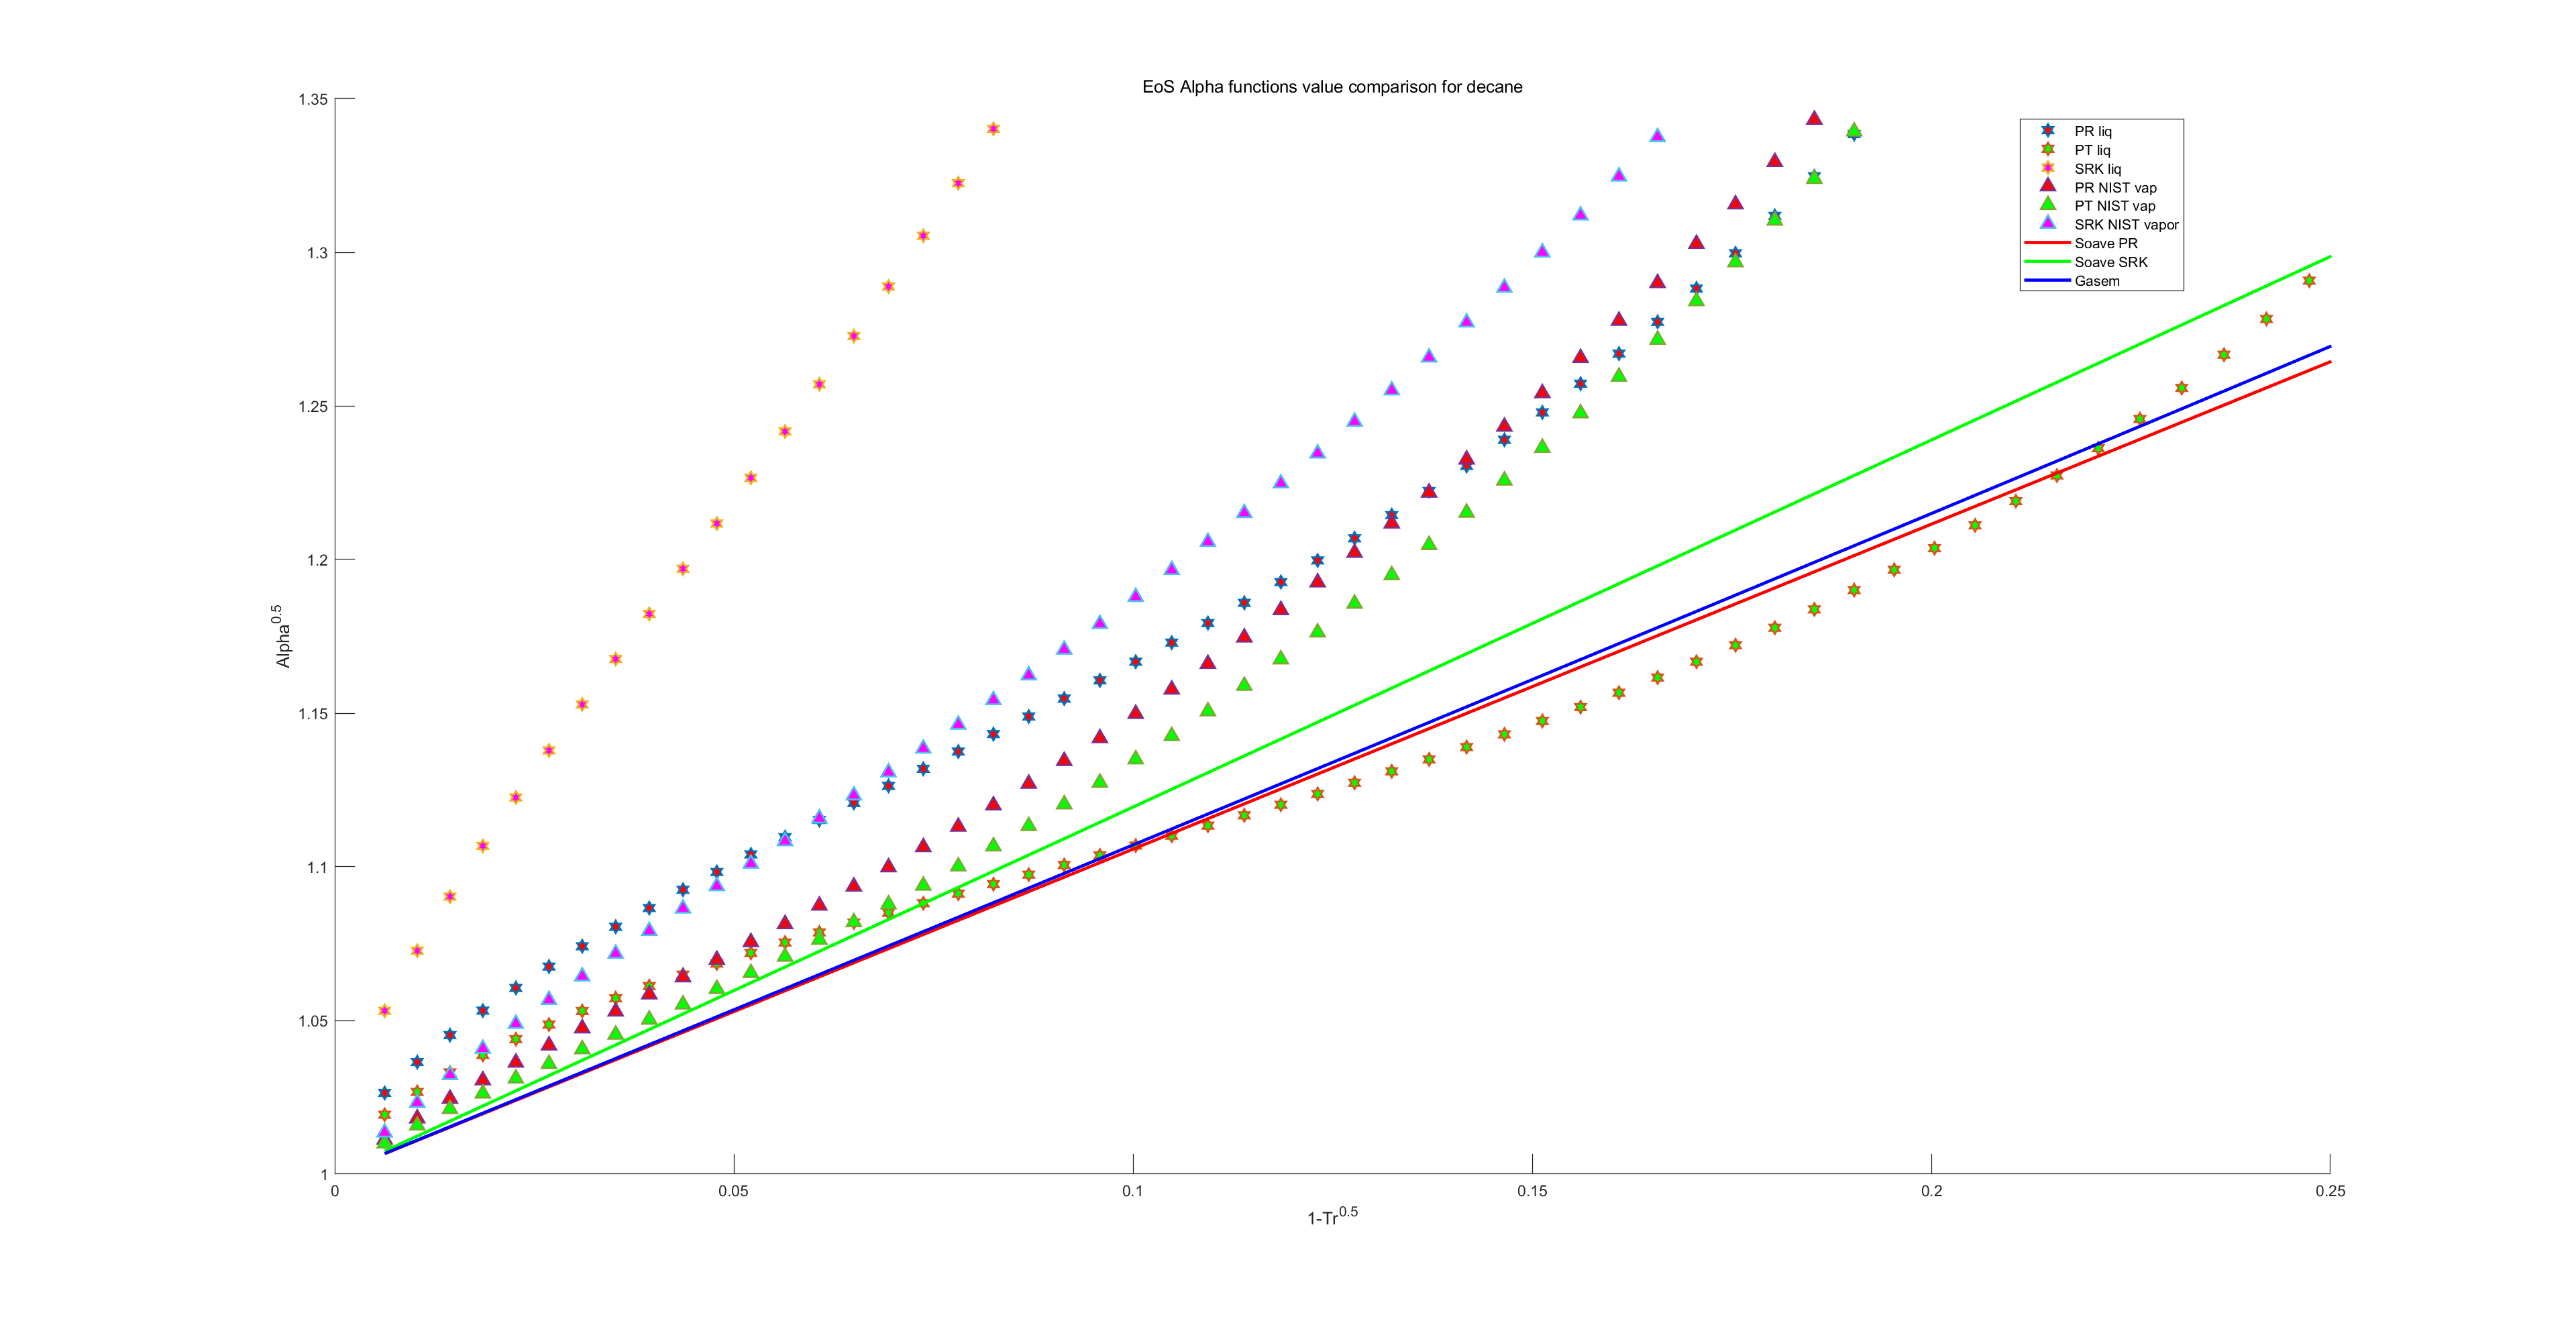 EoS Alpha functions value comparison for decane
1.35
1.3
1.25
1.2
1.15
1.1
1.05
1
Alpha^0.5
0 0.05 0.1 0.15 0.2 0.25
1-Tr^0.5
PR liq
PT liq
SRK liq
PR NIST vap
PT NIST vap
SRK NIST vapor
Soave PR
Soave SRK
Gasem